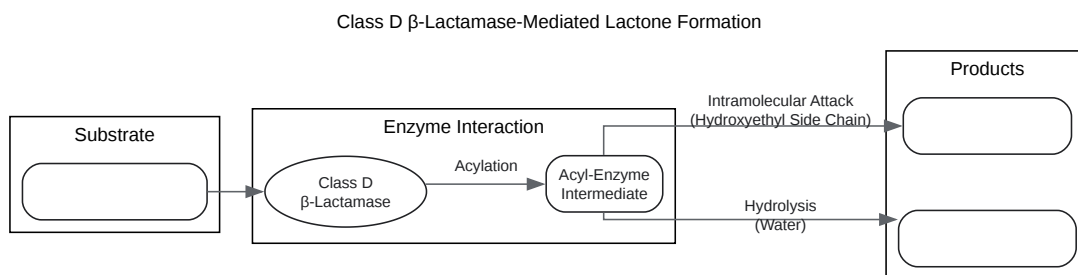 Class D β-Lactamase-Mediated Lactone Formation
Products
Intramolecular Attack
(Hydroxyethyl Side Chain)
Substrate
Enzyme Interaction
Acylation
Class D
β-Lactamase
Acyl-Enzyme
Intermediate
Hydrolysis
(Water)